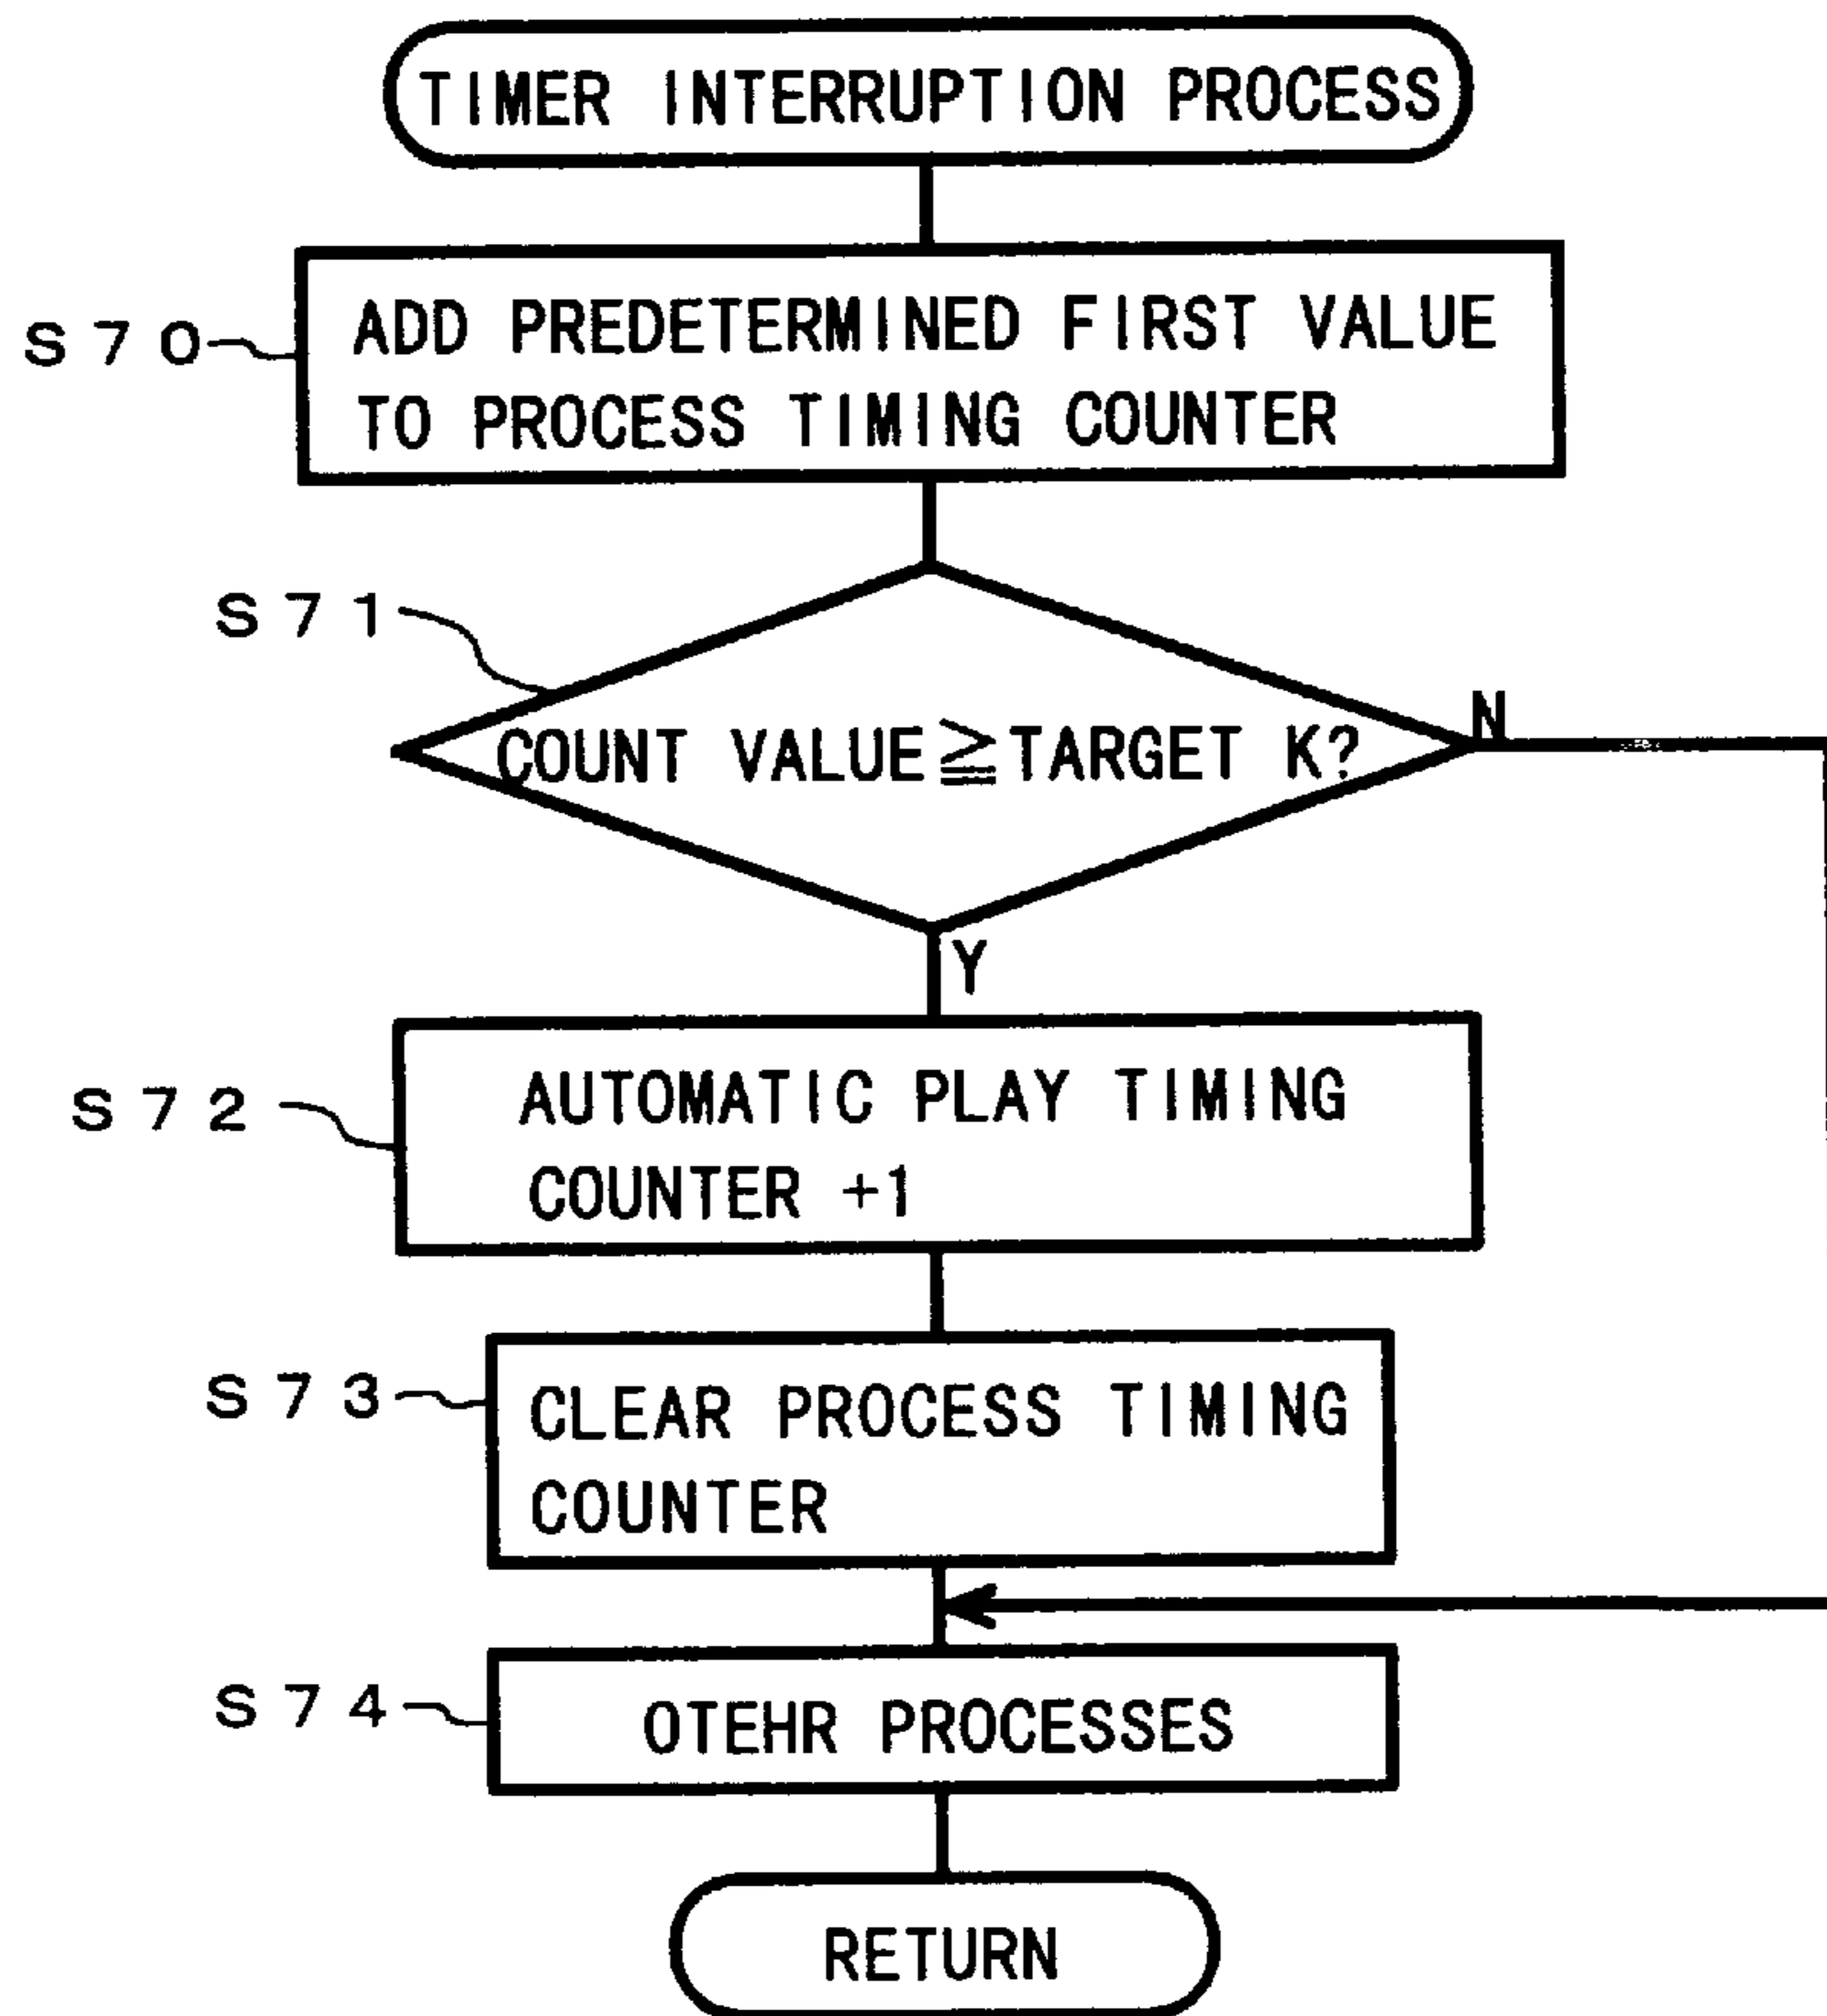 TIMER INTERRUPTION PROCESS
S70
ADD PREDETERMINED FIRST VALUE
TO PROCESS TIMING COUNTER
S71
COUNT VALUE≧TARGET K?
N
Y
S72
AUTOMATIC PLAY TIMING
COUNTER +1
S73
CLEAR PROCESS TIMING
COUNTER
S74
OTEHR PROCESSES
RETURN